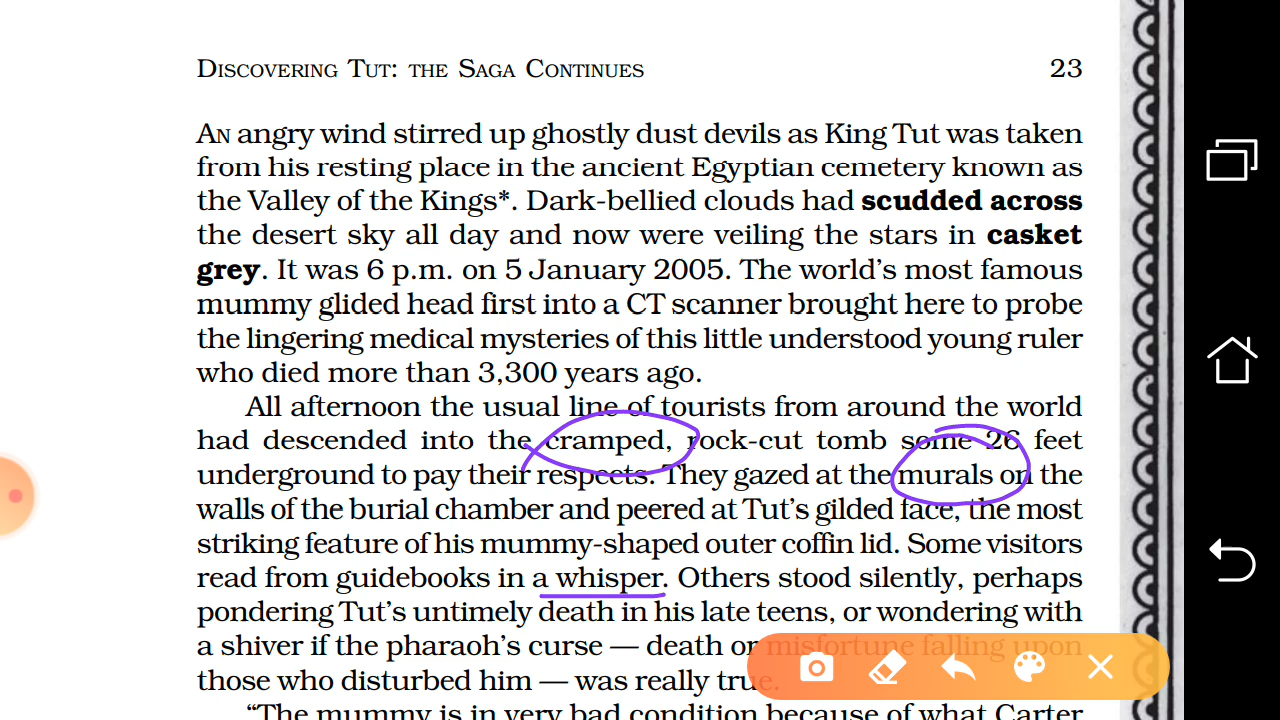 DISCOVERING TUT: THE SAGA CONTINUES 23
AN angry wind stirred up ghostly dust devils as King Tut was taken
from his resting place in the ancient Egyptian cemetery known as
the Valley of the Kings*. Dark-bellied clouds had scudded across
the desert sky all day and now were veiling the stars in casket
grey. It was 6 p.m. on 5 January 2005. The world’s most famous
mummy glided head first into a CT scanner brought here to probe
the lingering medical mysteries of this little understood young ruler
who died more than 3,300 years ago.
All afternoon the usual line of tourists from around the world
had descended into the cramped, rock-cut tomb some 26 feet
underground to pay their respects. They gazed at the murals on the
walls of the burial chamber and peered at Tut’s gilded face, the most
striking feature of his mummy-shaped outer coffin lid. Some visitors
read from guidebooks in a whisper. Others stood silently, perhaps
pondering Tut’s untimely death in his late teens, or wondering with
a shiver if the pharaoh’s curse — death or misfortune falling upon
those who disturbed him — was really true.
“The mummy is in very bad condition because of what Carter